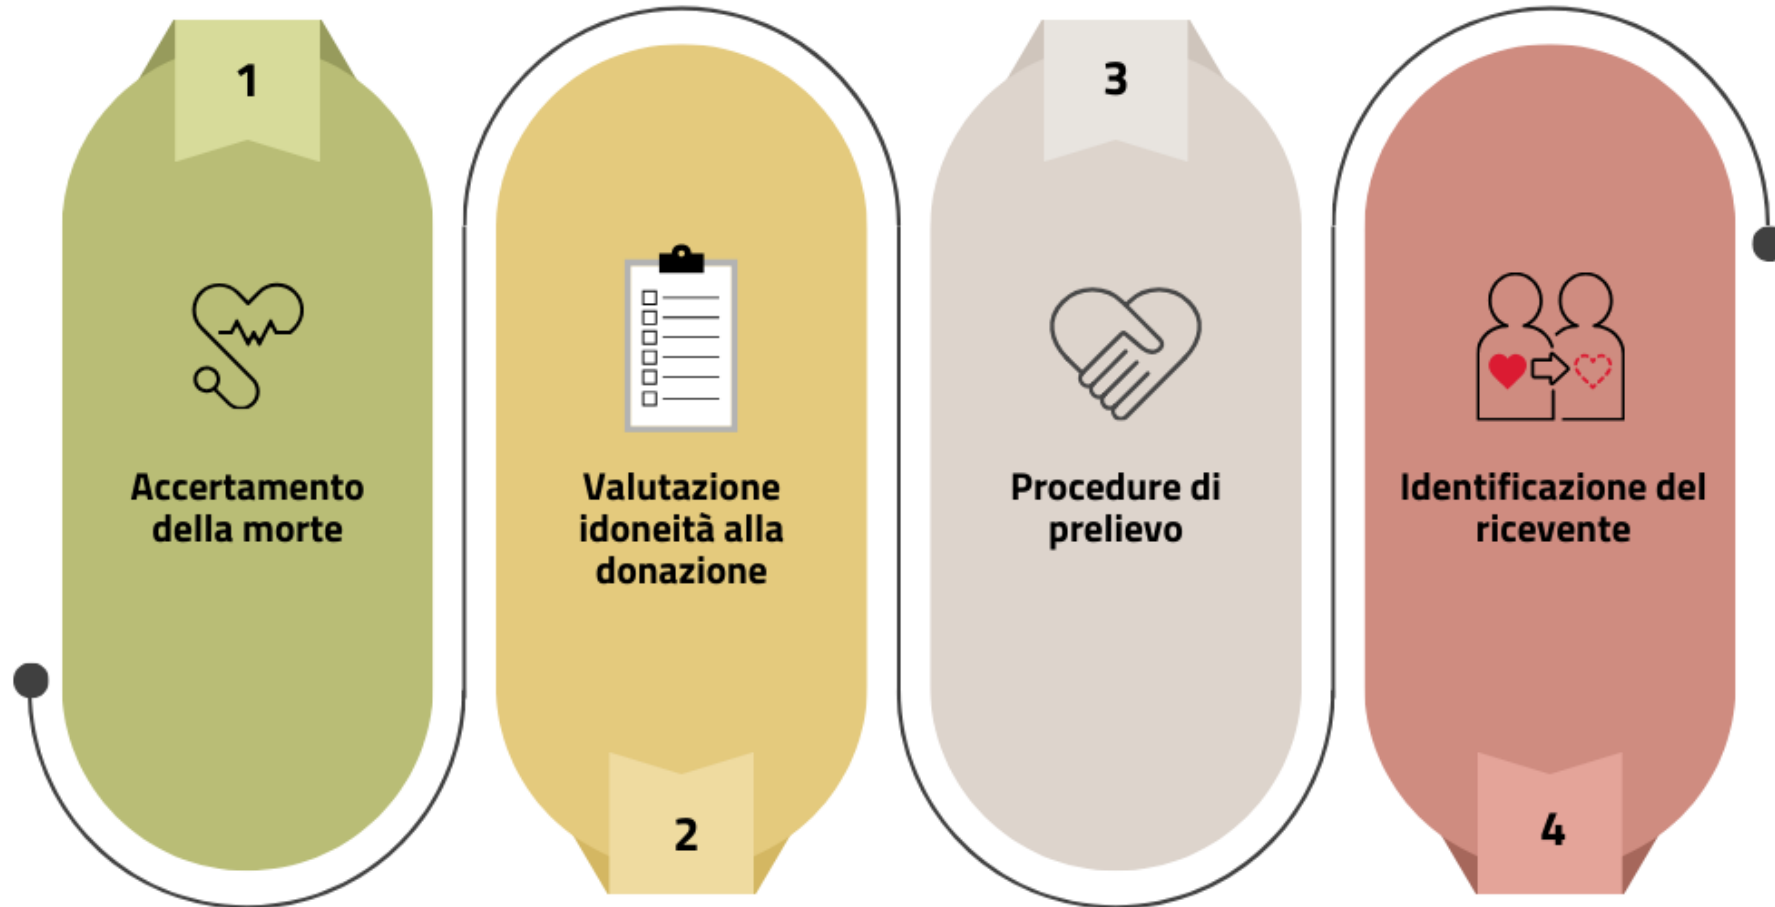 1
Accertamento
della morte
Valutazione
idoneità alla
donazione
2
3
Procedure di
prelievo
Identificazione del
ricevente
4